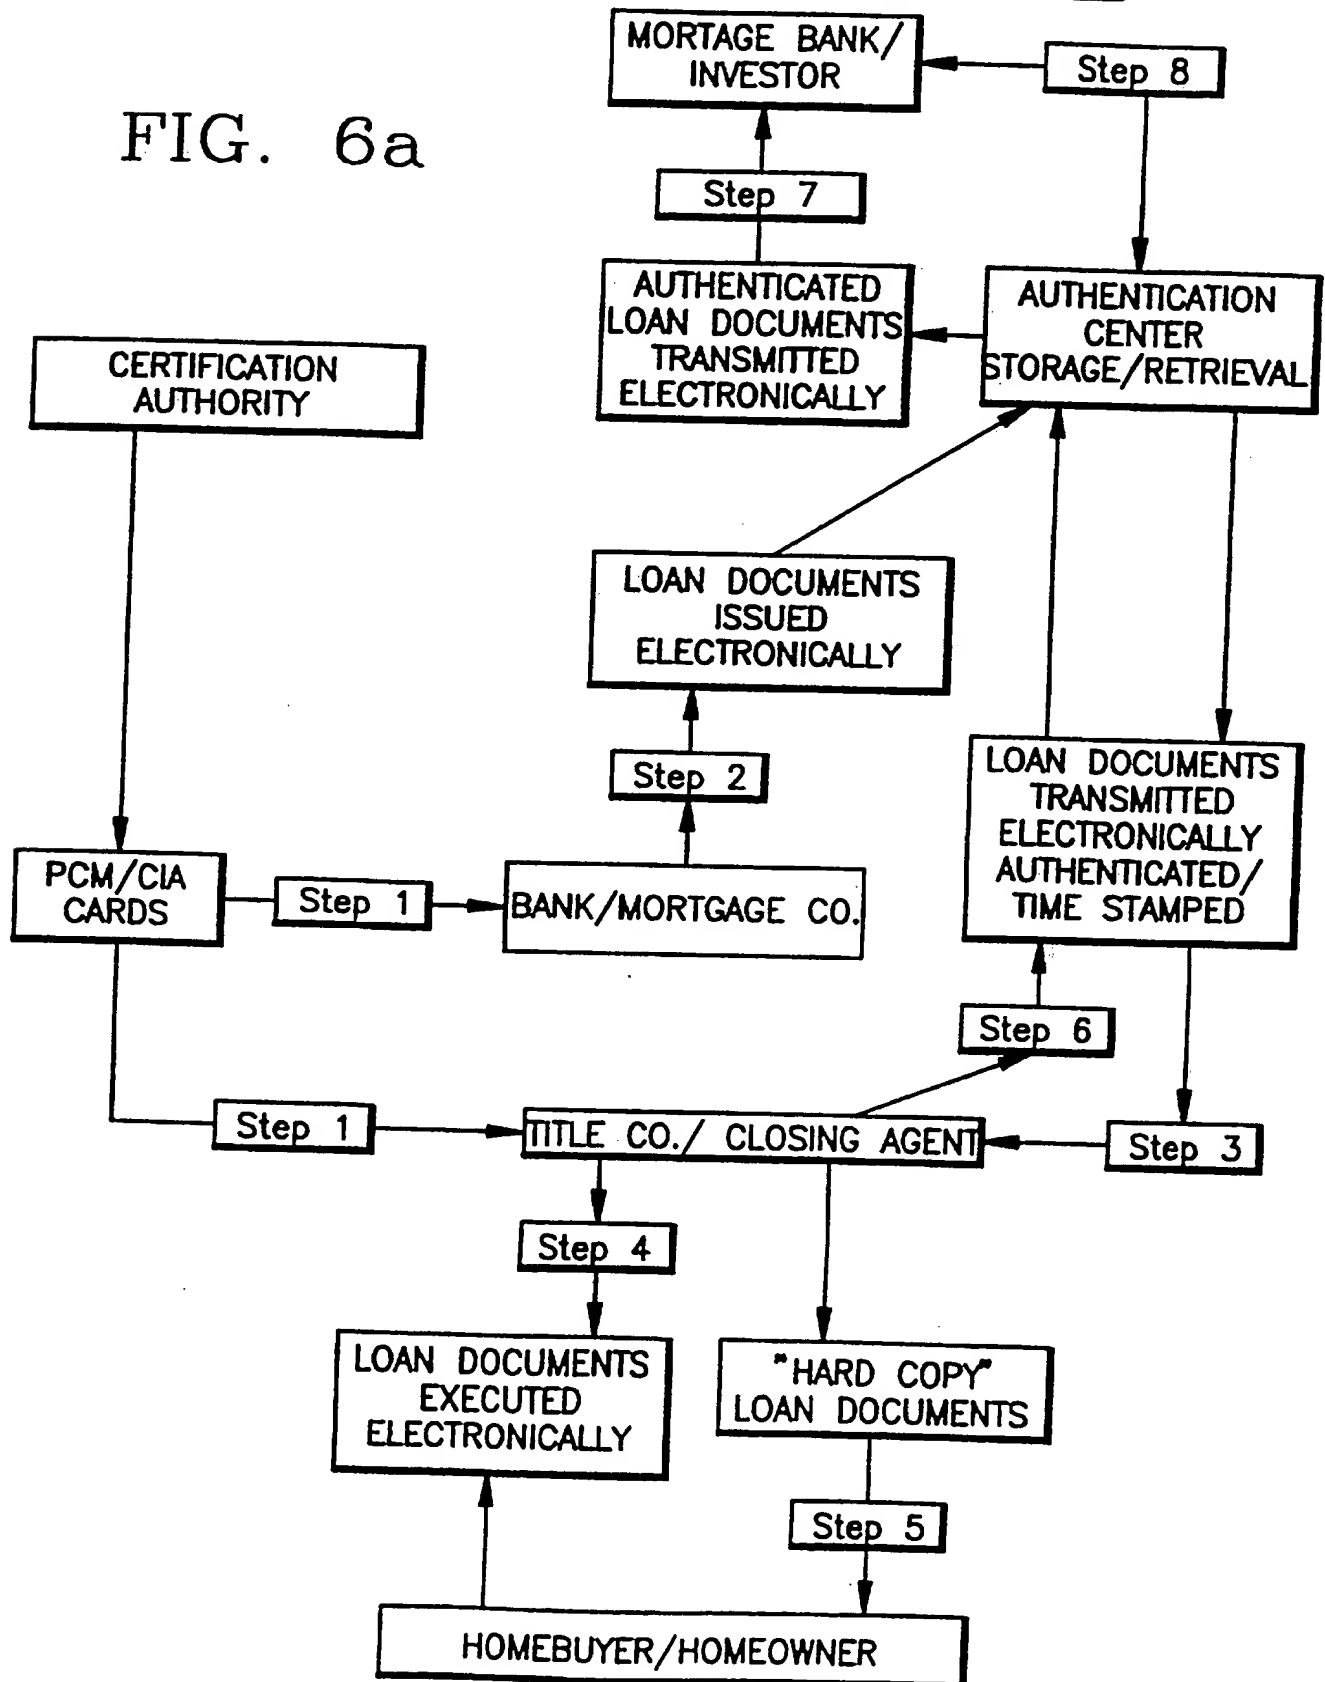 FIG. 6a
MORTAGE BANK/
INVESTOR
Step 8
Step 7
AUTHENTICATED
LOAN DOCUMENTS
TRANSMITTED
ELECTRONICALLY
AUTHENTICATION
CENTER
STORAGE/RETRIEVAL
CERTIFICATION
AUTHORITY
LOAN DOCUMENTS
ISSUED
ELECTRONICALLY
Step 2
LOAN DOCUMENTS
TRANSMITTED
ELECTRONICALLY
AUTHENTICATED/
TIME STAMPED
PCM/CIA
CARDS
Step 1
BANK/MORTGAGE CO.
Step 6
Step 1
TITLE CO./ CLOSING AGENT
Step 3
Step 4
LOAN DOCUMENTS
EXECUTED
ELECTRONICALLY
"HARD COPY"
LOAN DOCUMENTS
Step 5
HOMEBUYER/HOMEOWNER